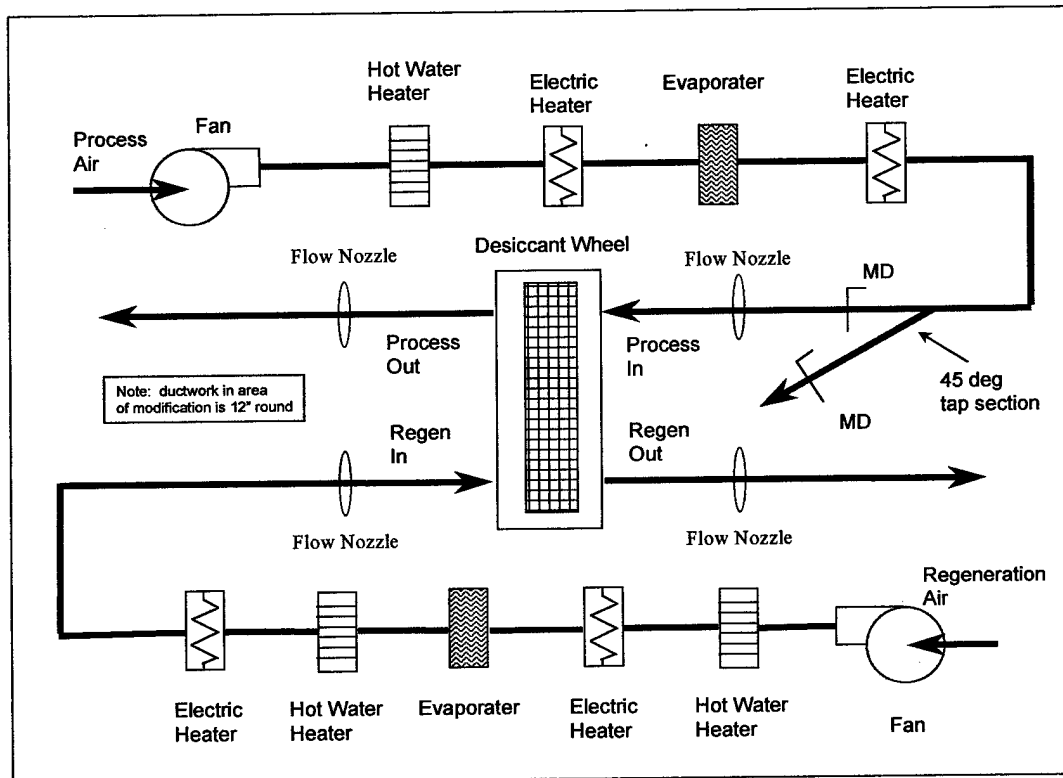 Hot Water
Heater
Electric
Heater
Evaporater
Electric
Heater
Process
Air
Fan
Desiccant Wheel
Flow Nozzle
Flow Nozzle
MD
Process
Out
Process
In
45 deg
tap section
MD
Note: ductwork in area
of modification is 12" round
Regen
In
Regen
Out
Flow Nozzle
Flow Nozzle
Regeneration
Air
Electric
Heater
Hot Water
Heater
Evaporater
Electric
Heater
Hot Water
Heater
Fan